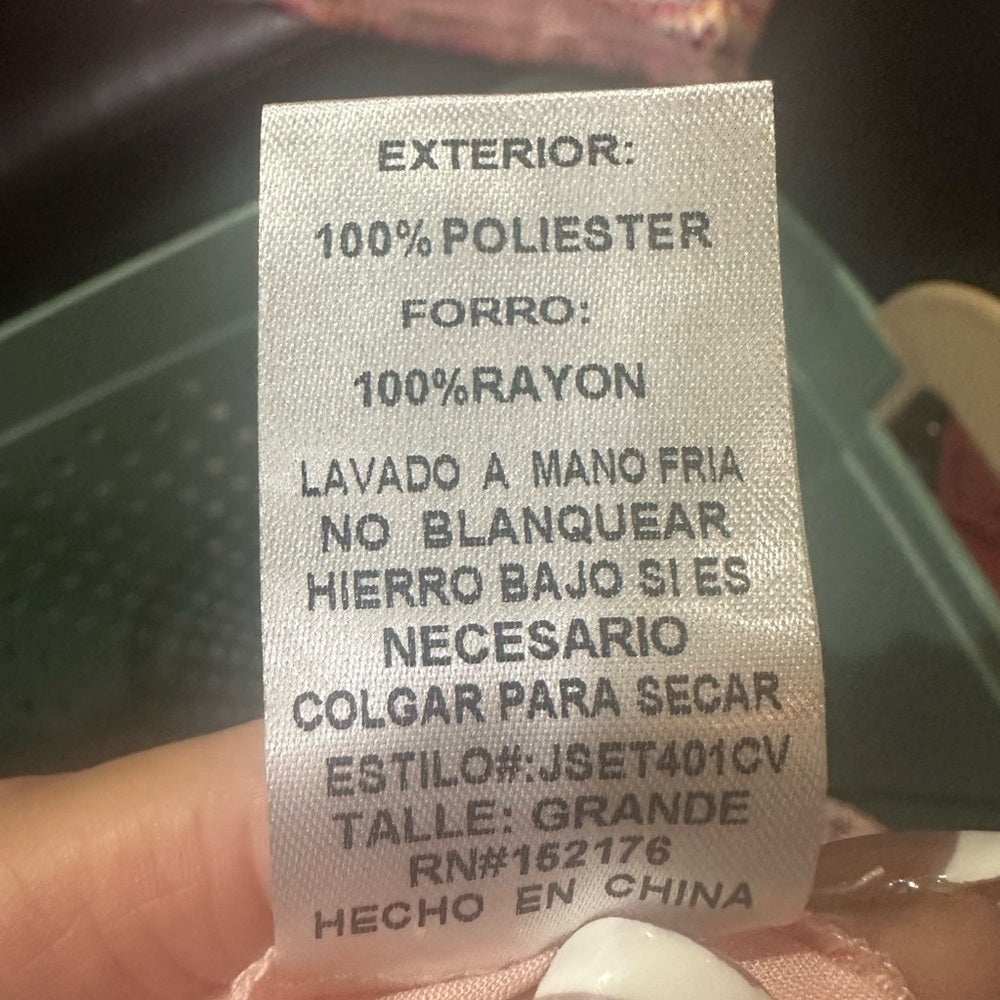 EXTERIOR:
100% POLIESTER
FORRO:
100%RAYON
LAVADO A MANO FRIA
NO BLANQUEAR
HIERRO BAJO SI ES
NECESARIO
COLGAR PARA SECAR
ESTILO#:JSET401CV
TALLE: GRANDE
RN#152176
HECHO EN CHINA